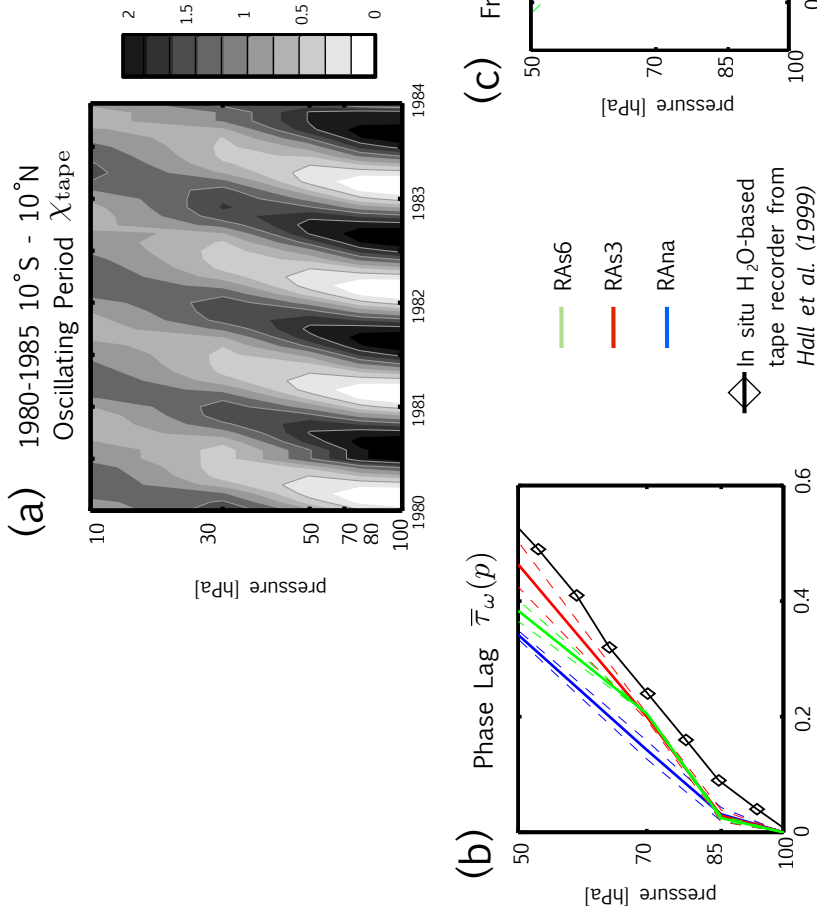 (a)
1980-1985 10°S - 10°N
Oscillating Period χtape
10
30
50
70
80
100
pressure [hPa]
1980
1981
1982
1983
1984
2
1.5
1
0.5
0
(b)
Phase Lag τ̅ω(p)
50
70
85
100
pressure [hPa]
0
0.2
0.4
0.6
RAs6
RAs3
RAna
In situ H₂O-based
tape recorder from
Hall et al. (1999)
(c)
Fr
50
70
85
100
pressure [hPa]
0